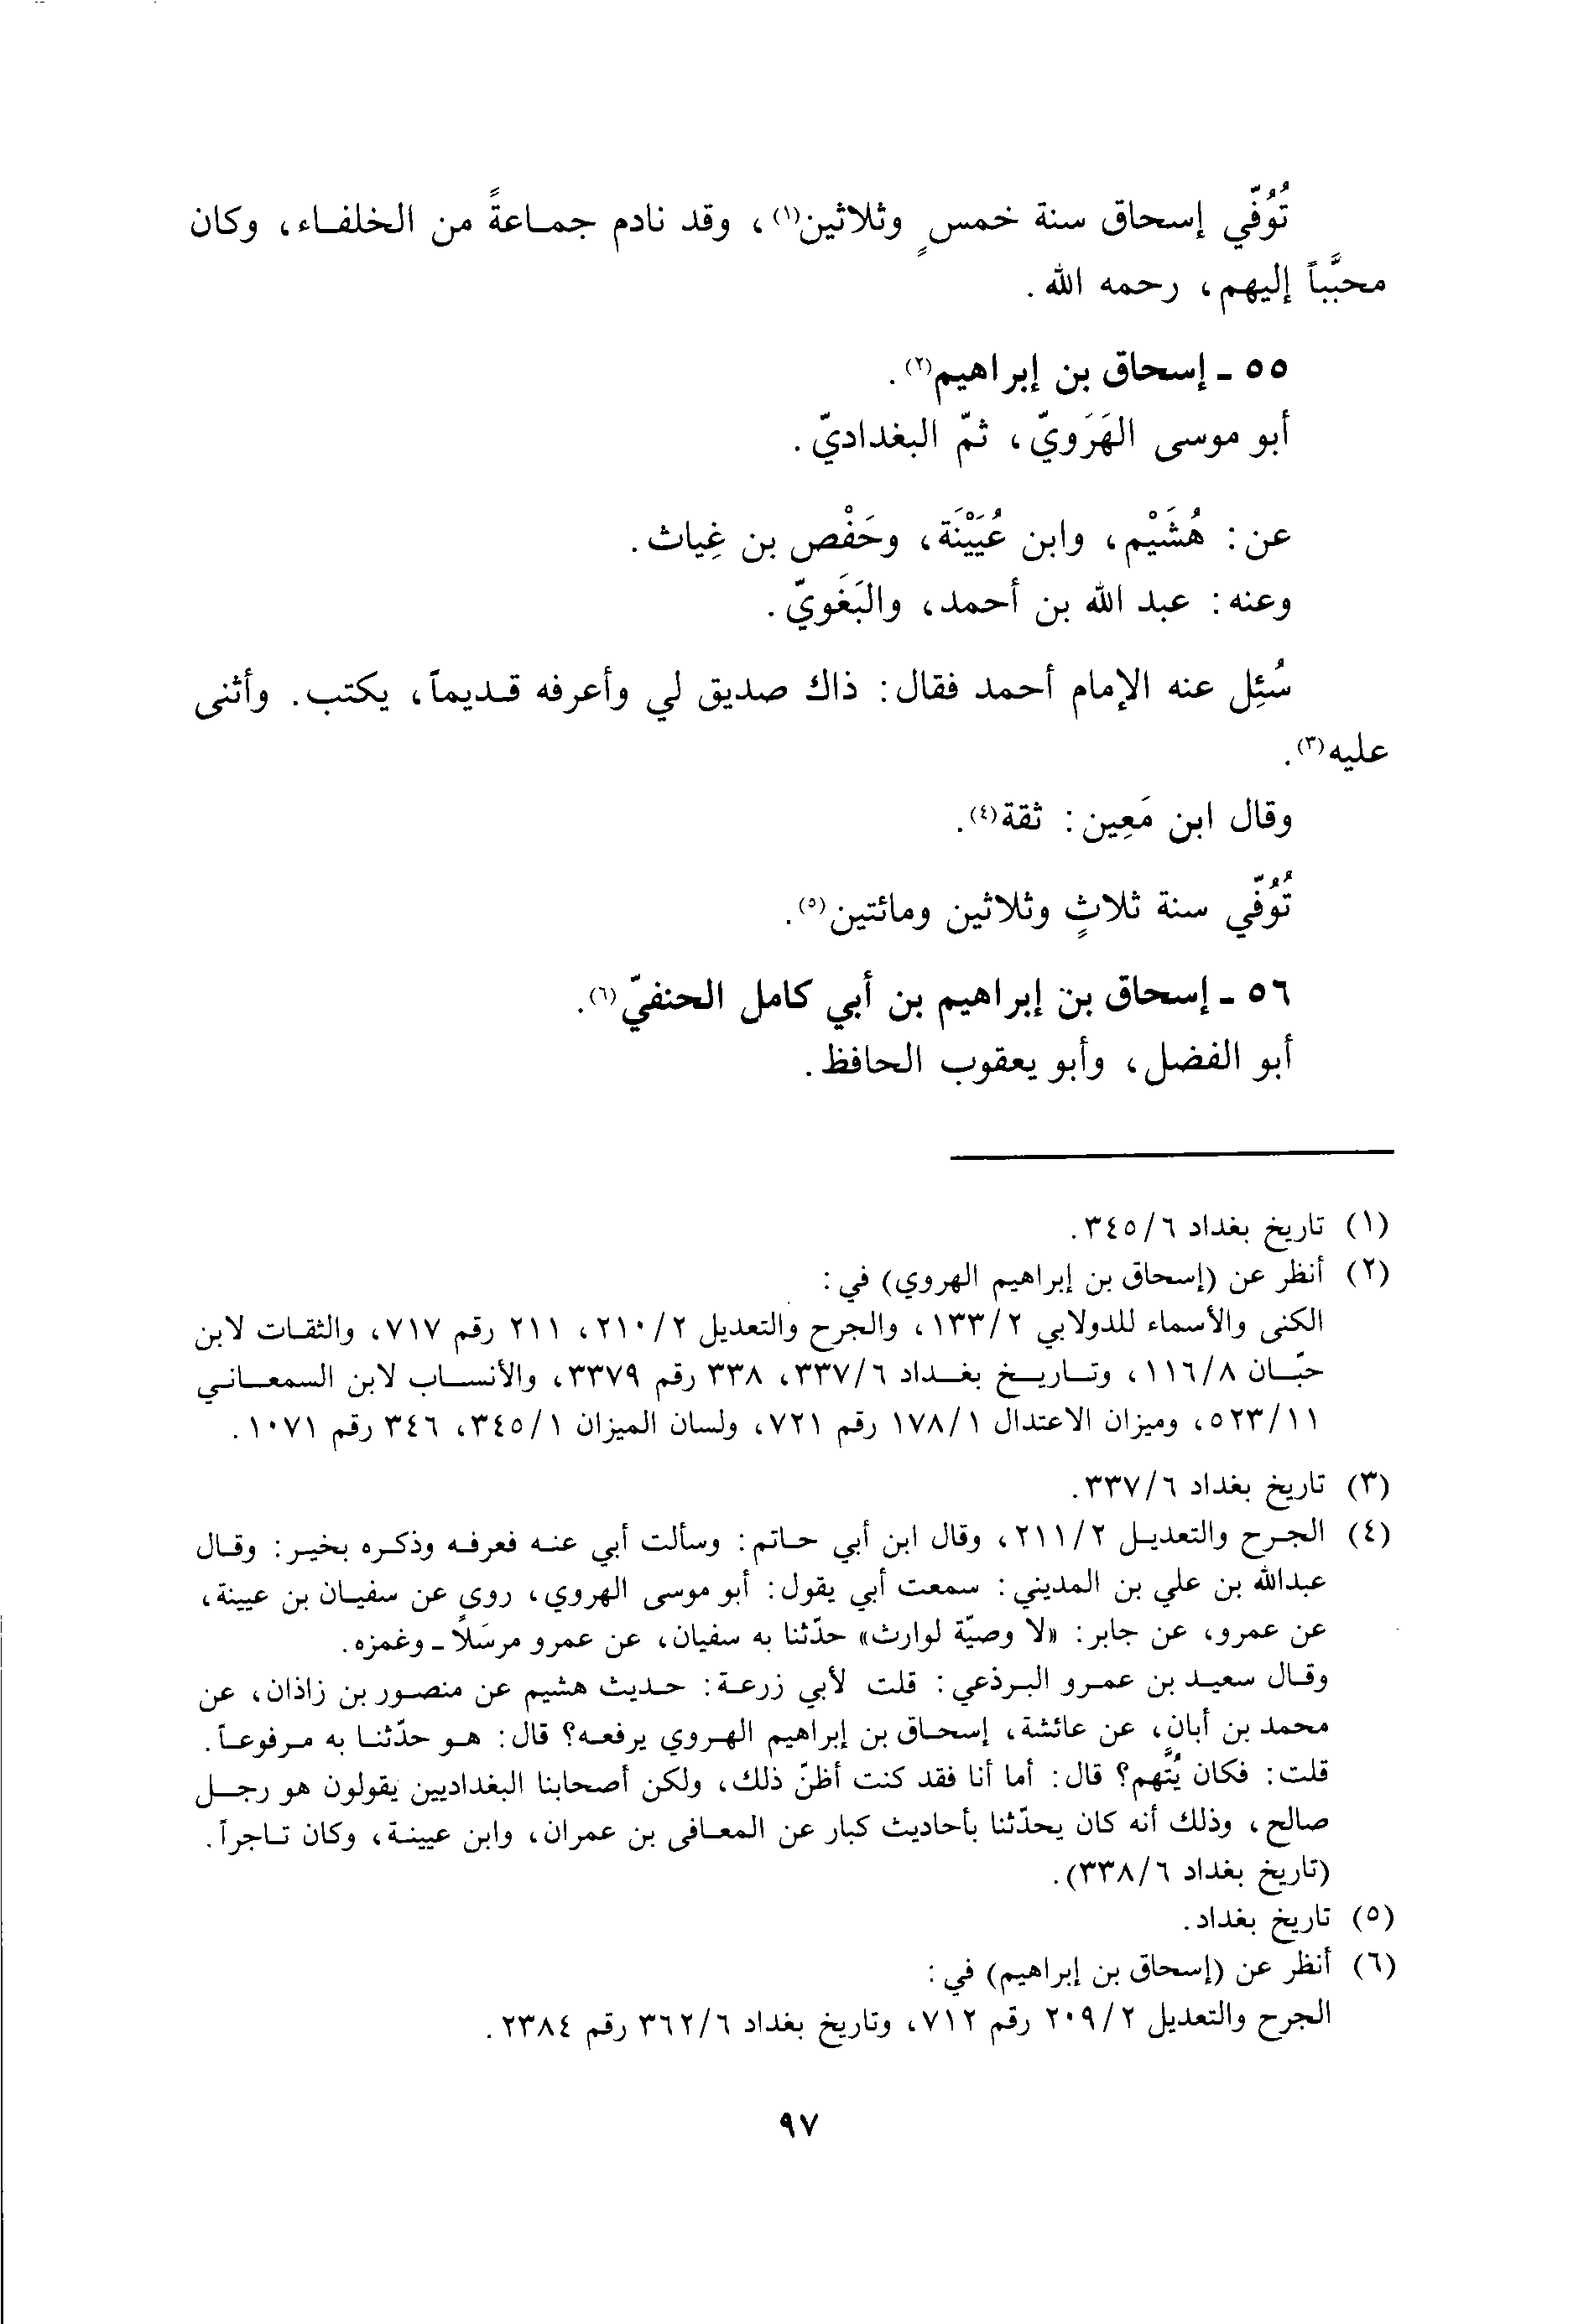 تُوُفّي إسحاق سنة خمسٍ وثلاثين(١)، وقد نادم جماعةً من الخلفاء، وكان
محبَّباً إليهم، رحمه الله.
٥٥ - إسحاق بن إبراهيم(٢).
أبو موسى الهَرَويّ، ثمّ البغداديّ.
عن: هُشَيْم، وابن عُيَيْنَة، وحَفْص بن غِياث.
وعنه: عبد الله بن أحمد، والبَغَويّ.
سُئِل عنه الإمام أحمد فقال: ذاك صديق لي وأعرفه قديماً، يكتب. وأثنى
عليه(٣).
وقال ابن مَعِين: ثقة(٤).
تُوُفّي سنة ثلاثٍ وثلاثين ومائتين(٥).
٥٦ - إسحاق بن إبراهيم بن أبي كامل الحنفيّ(٦).
أبو الفضل، وأبو يعقوب الحافظ.
(١) تاريخ بغداد ٣٤٥/٦.
(٢) أنظر عن (إسحاق بن إبراهيم الهروي) في:
الكنى والأسماء للدولابي ١٣٣/٢، والجرح والتعديل ٢١٠/٢، ٢١١ رقم ٧١٧، والثقات لابن
حبّان ١١٦/٨، وتاريخ بغداد ٣٣٧/٦، ٣٣٨ رقم ٣٣٧٩، والأنساب لابن السمعاني
٥٢٣/١١، وميزان الاعتدال ١٧٨/١ رقم ٧٢١، ولسان الميزان ٣٤٥/١، ٣٤٦ رقم ١٠٧١.
(٣) تاريخ بغداد ٣٣٧/٦.
(٤) الجرح والتعديل ٢١١/٢، وقال ابن أبي حاتم: وسألت أبي عنه فعرفه وذكره بخير: وقال
عبدالله بن علي بن المديني: سمعت أبي يقول: أبو موسى الهروي، روى عن سفيان بن عيينة،
عن عمرو، عن جابر: «لا وصيّة لوارث» حدّثنا به سفيان، عن عمرو مرسَلاً - وغمزه.
وقال سعيد بن عمرو البرذعي: قلت لأبي زرعة: حديث هشيم عن منصور بن زاذان، عن
محمد بن أبان، عن عائشة، إسحاق بن إبراهيم الهروي يرفعه؟ قال: هو حدّثنا به مرفوعاً.
قلت: فكان يُتَّهم؟ قال: أما أنا فقد كنت أظنّ ذلك، ولكن أصحابنا البغداديين يقولون هو رجل
صالح، وذلك أنه كان يحدّثنا بأحاديث كبار عن المعافى بن عمران، وابن عيينة، وكان تاجراً.
(تاريخ بغداد ٣٣٨/٦).
(٥) تاريخ بغداد.
(٦) أنظر عن (إسحاق بن إبراهيم) في:
الجرح والتعديل ٢٠٩/٢ رقم ٧١٢، وتاريخ بغداد ٣٦٢/٦ رقم ٢٣٨٤.
٩٧